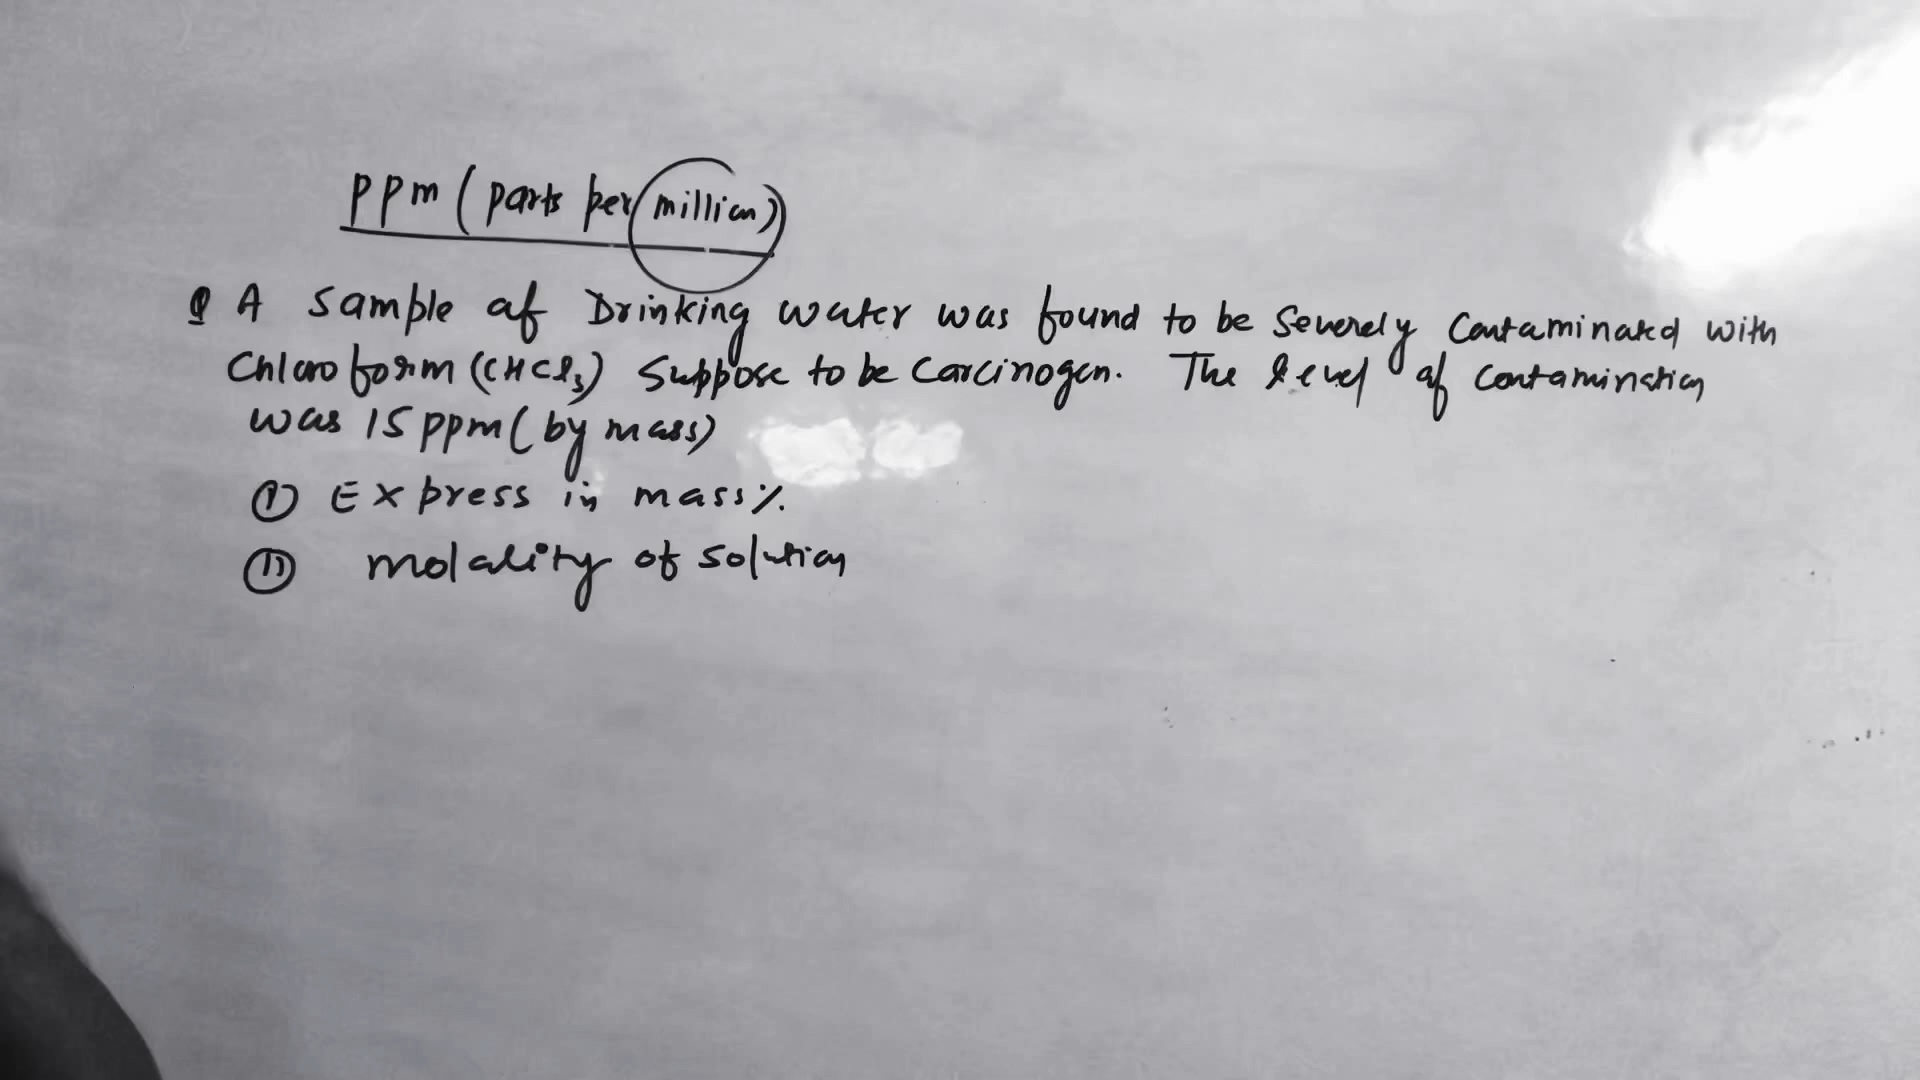 ppm (parts per million)
Q A Sample of Drinking water was found to be Severely Contaminated with
Chloroform (CHCl₃) Suppose to be Carcinogen. The level of contamination
was 15 ppm (by mass)
(I) Express in mass %.
(II) molality of solution